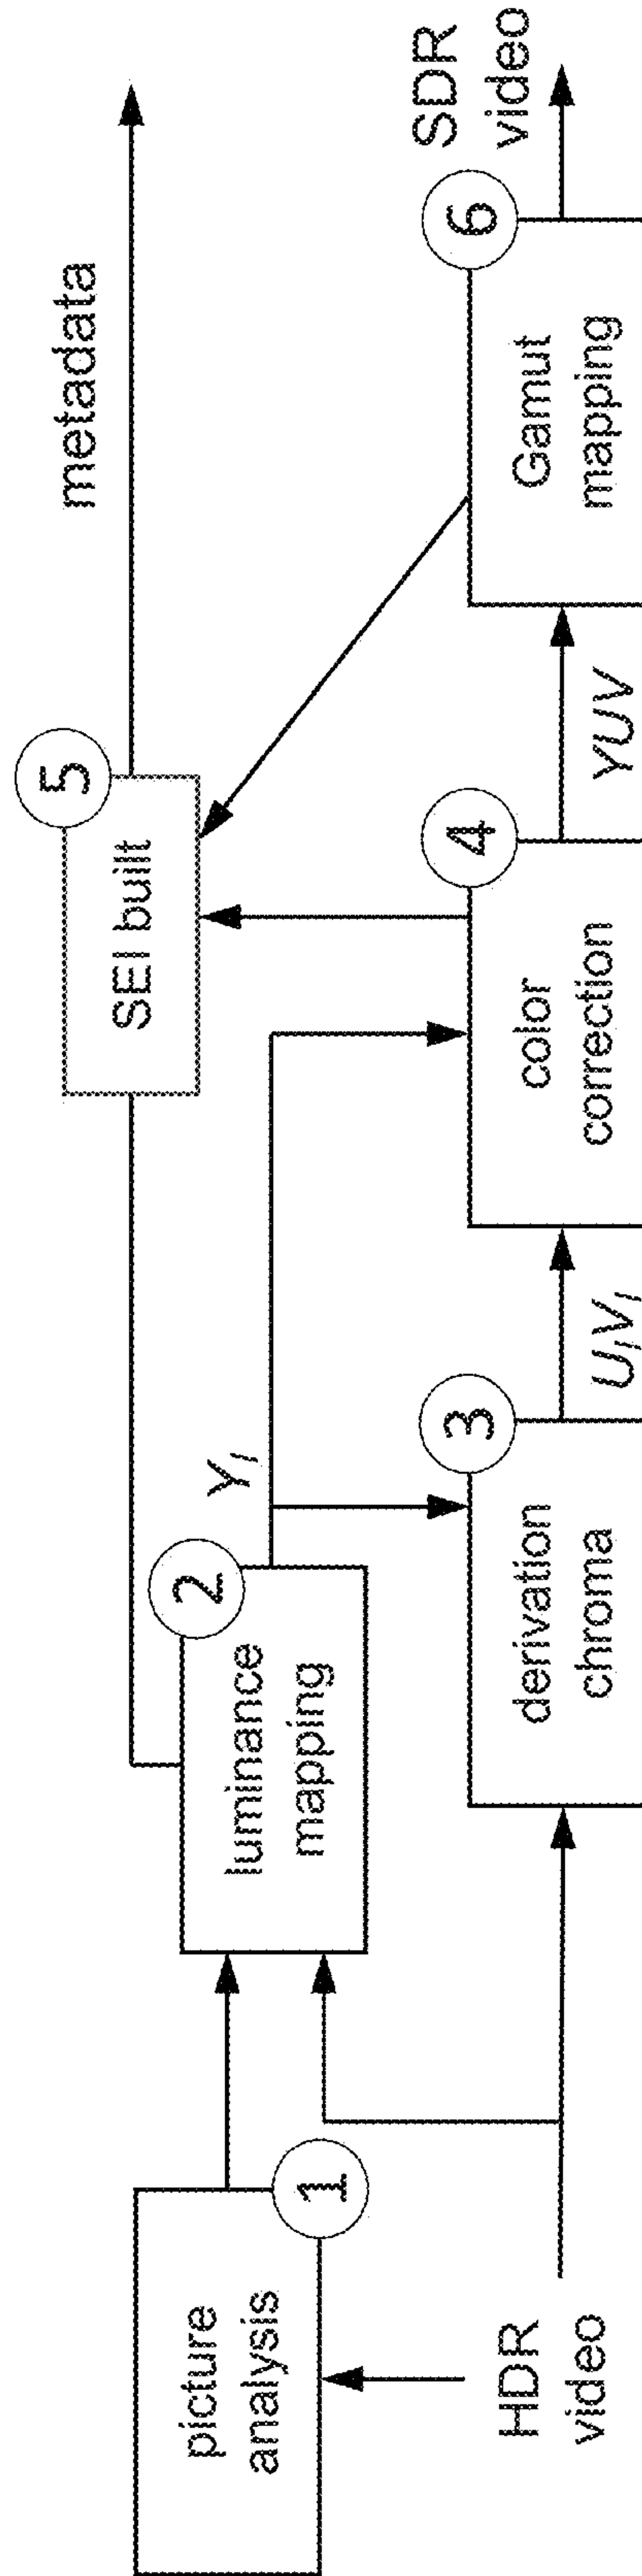 picture
analysis
1
HDR
video
luminance
mapping
2
Y_l
derivation
chroma
3
U_lV_l
color
correction
4
SEI built
5
metadata
YUV
Gamut
mapping
6
SDR
video